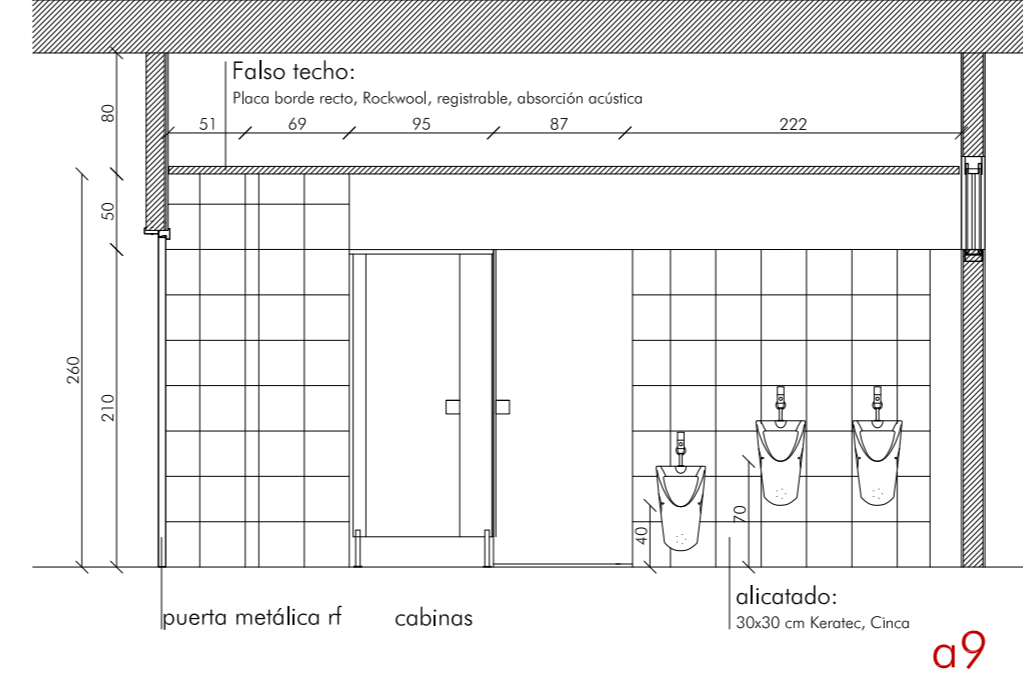 Falso techo:
Placa borde recto, Rockwool, registrable, absorción acústica
80
51 69 95 87 222
50
260
210
70
40
puerta metálica rf
cabinas
alicatado:
30x30 cm Keratec, Cinca
a9